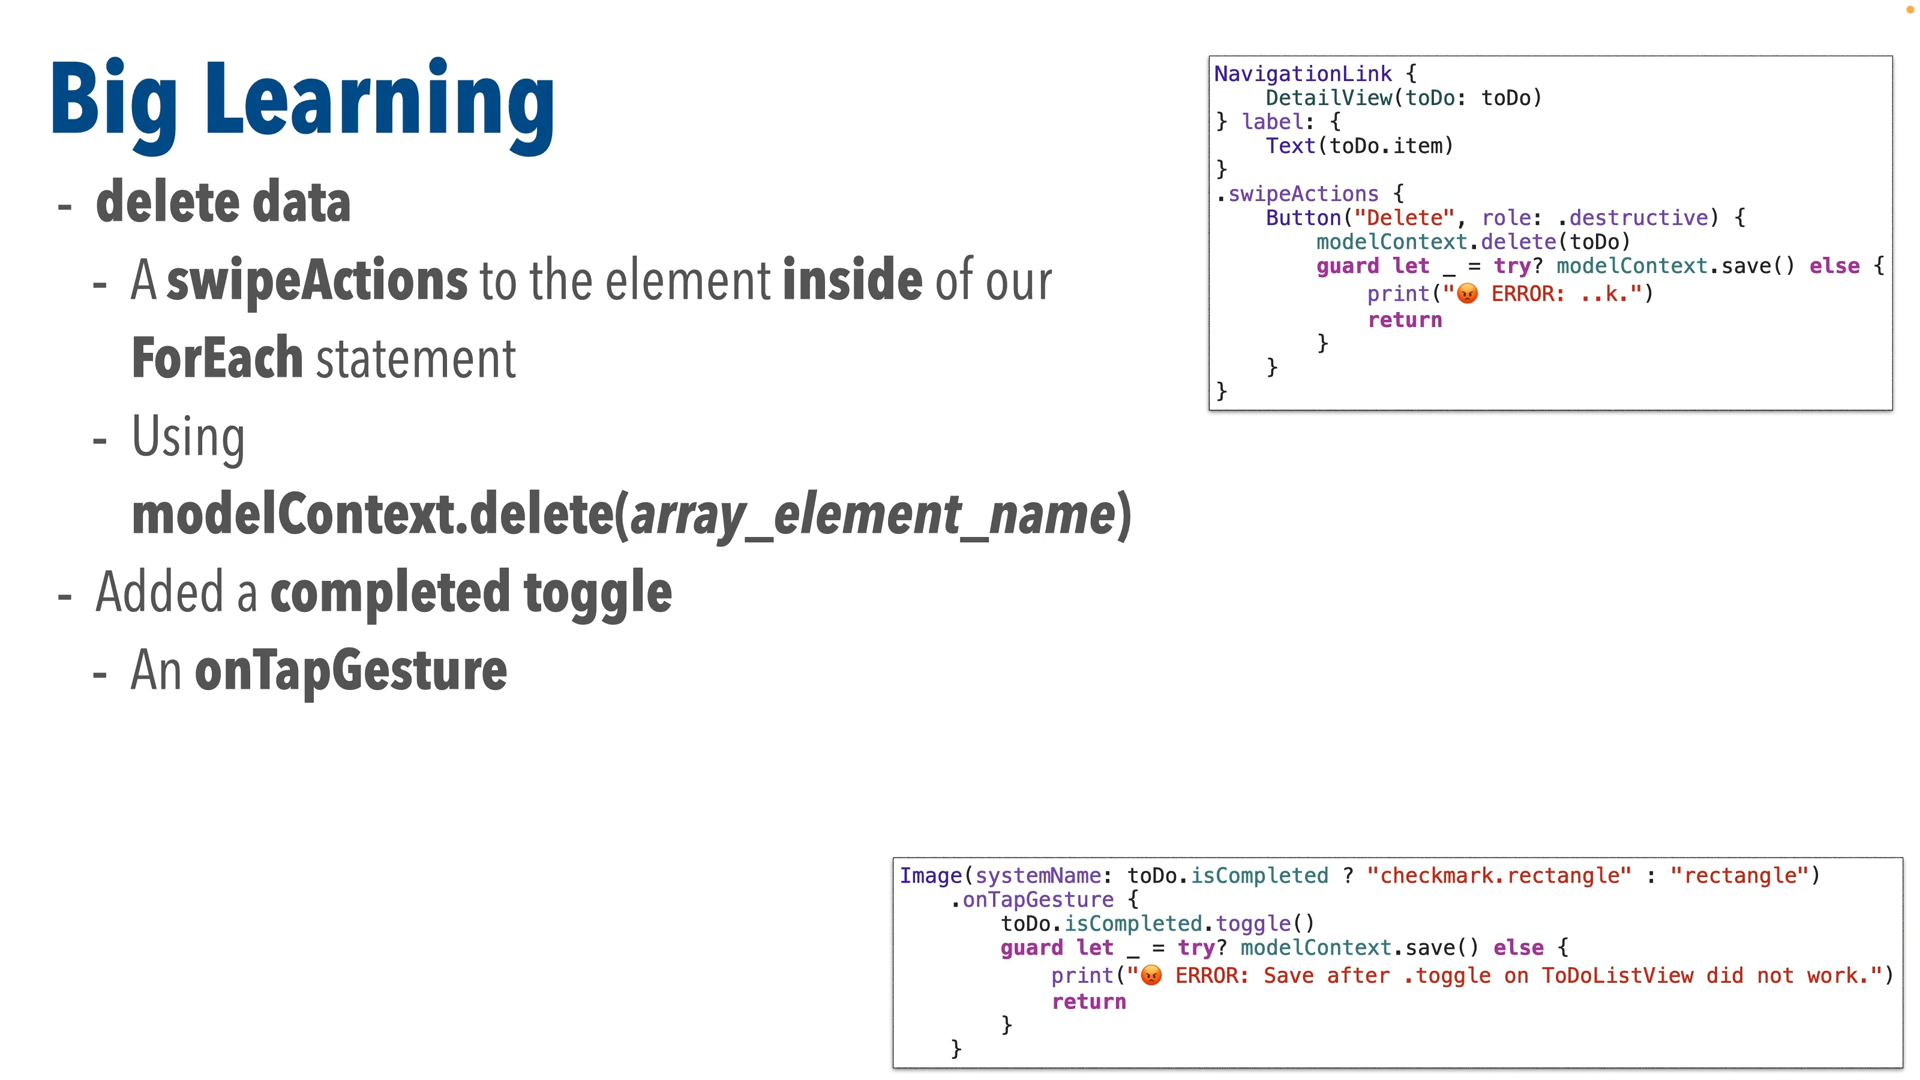 Big Learning
- delete data
- A swipeActions to the element inside of our
ForEach statement
- Using
modelContext.delete(array_element_name)
- Added a completed toggle
- An onTapGesture
NavigationLink {
DetailView(toDo: toDo)
} label: {
Text(toDo.item)
}
.swipeActions {
Button("Delete", role: .destructive) {
modelContext.delete(toDo)
guard let _ = try? modelContext.save() else {
print("😡 ERROR: ..k.")
return
}
}
}
Image(systemName: toDo.isCompleted ? "checkmark.rectangle" : "rectangle")
.onTapGesture {
toDo.isCompleted.toggle()
guard let _ = try? modelContext.save() else {
print("😡 ERROR: Save after .toggle on ToDoListView did not work.")
return
}
}